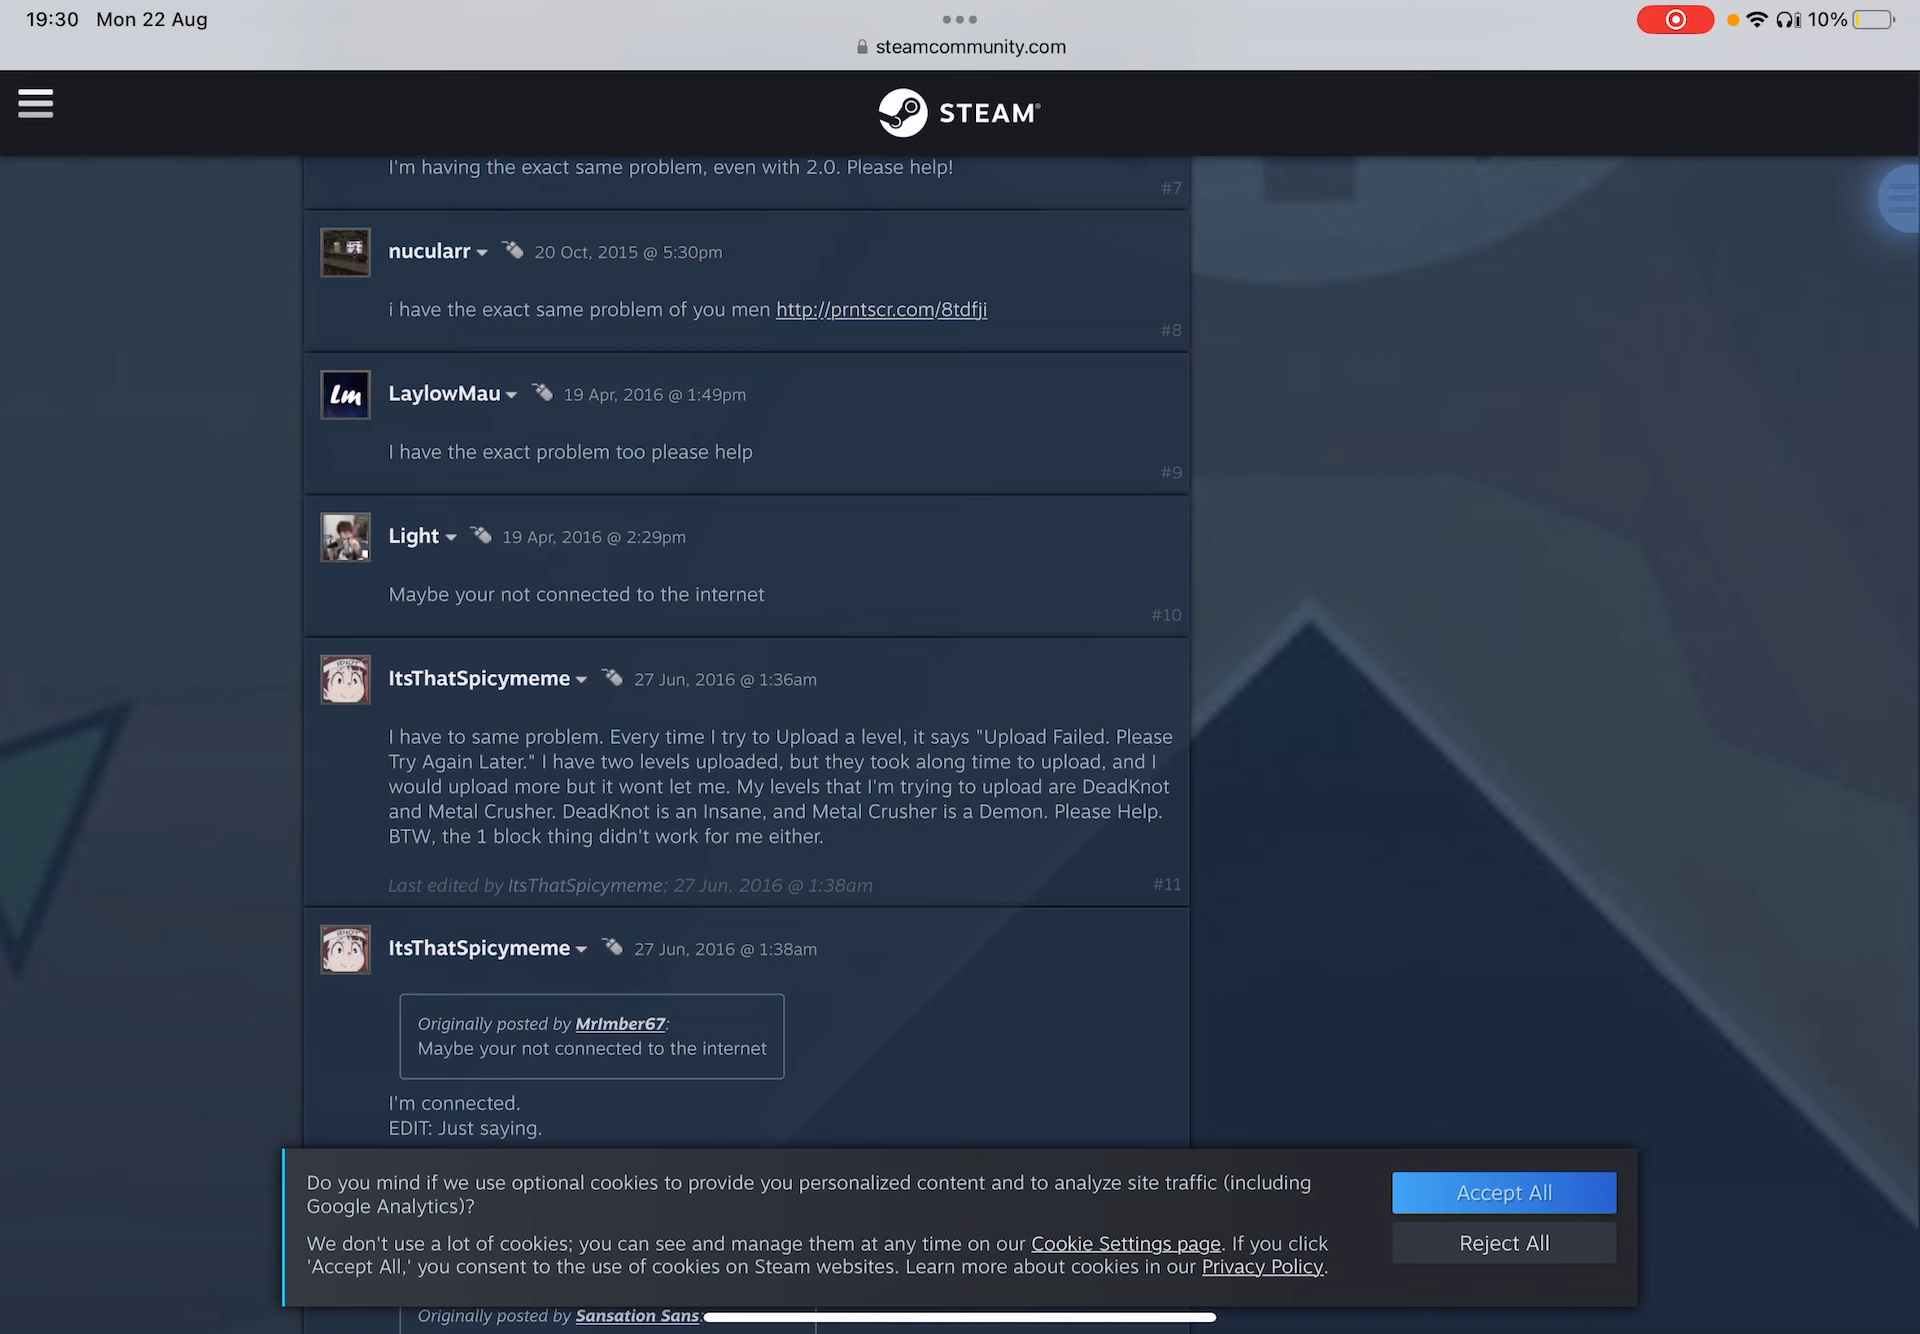 19:30 Mon 22 Aug
10%
steamcommunity.com
STEAM®
I'm having the exact same problem, even with 2.0. Please help!
#7
nucularr 20 Oct, 2015 @ 5:30pm
i have the exact same problem of you men http://prntscr.com/8tdfji
#8
Lm
LaylowMau 19 Apr, 2016 @ 1:49pm
I have the exact problem too please help
#9
Light 19 Apr, 2016 @ 2:29pm
Maybe your not connected to the internet
#10
IDIOT
ItsThatSpicymeme 27 Jun, 2016 @ 1:36am
I have to same problem. Every time I try to Upload a level, it says "Upload Failed. Please
Try Again Later." I have two levels uploaded, but they took along time to upload, and I
would upload more but it wont let me. My levels that I'm trying to upload are DeadKnot
and Metal Crusher. DeadKnot is an Insane, and Metal Crusher is a Demon. Please Help.
BTW, the 1 block thing didn't work for me either.
Last edited by ItsThatSpicymeme; 27 Jun, 2016 @ 1:38am
#11
IDIOT
ItsThatSpicymeme 27 Jun, 2016 @ 1:38am
Originally posted by MrImber67:
Maybe your not connected to the internet
I'm connected.
EDIT: Just saying.
Do you mind if we use optional cookies to provide you personalized content and to analyze site traffic (including
Google Analytics)?
We don't use a lot of cookies; you can see and manage them at any time on our Cookie Settings page. If you click
'Accept All,' you consent to the use of cookies on Steam websites. Learn more about cookies in our Privacy Policy.
Accept All
Reject All
Originally posted by Sansation Sans: